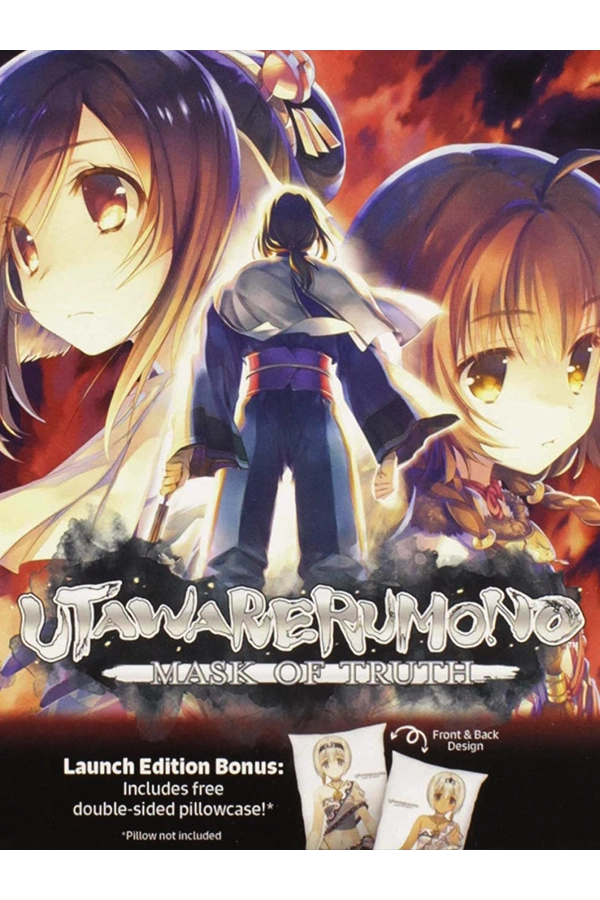 UTAWARERUMONO
MASK OF TRUTH
Launch Edition Bonus:
Includes free
double-sided pillowcase!*
*Pillow not included
Front & Back
Design